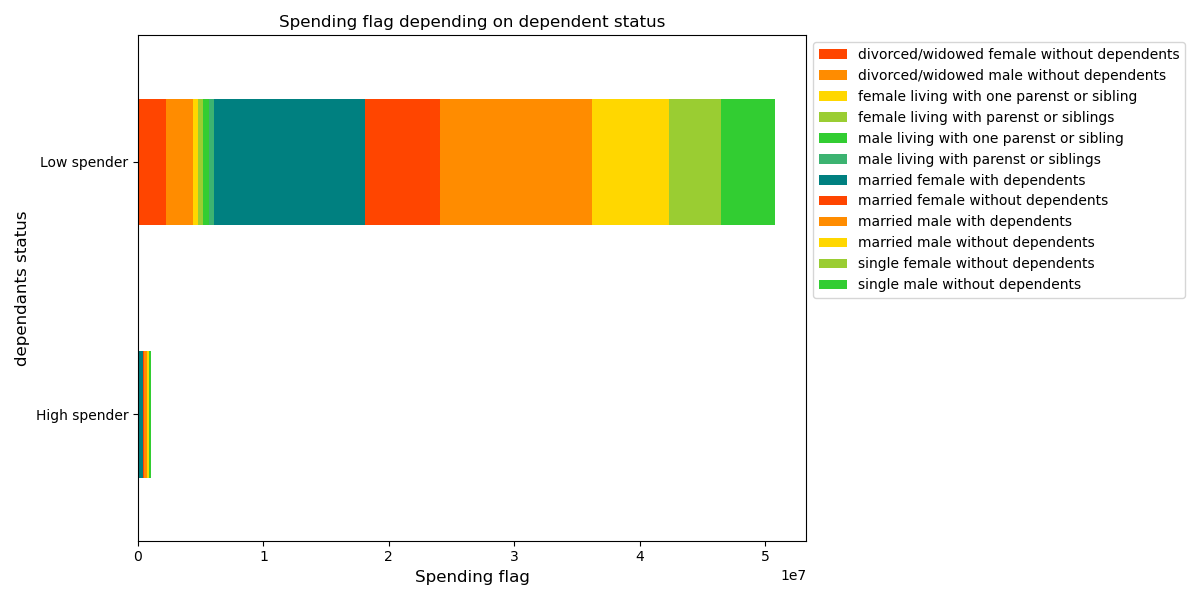 Spending flag depending on dependent status
dependants status
Low spender
High spender
0 1 2 3 4 5
1e7
Spending flag
divorced/widowed female without dependents
divorced/widowed male without dependents
female living with one parenst or sibling
female living with parenst or siblings
male living with one parenst or sibling
male living with parenst or siblings
married female with dependents
married female without dependents
married male with dependents
married male without dependents
single female without dependents
single male without dependents